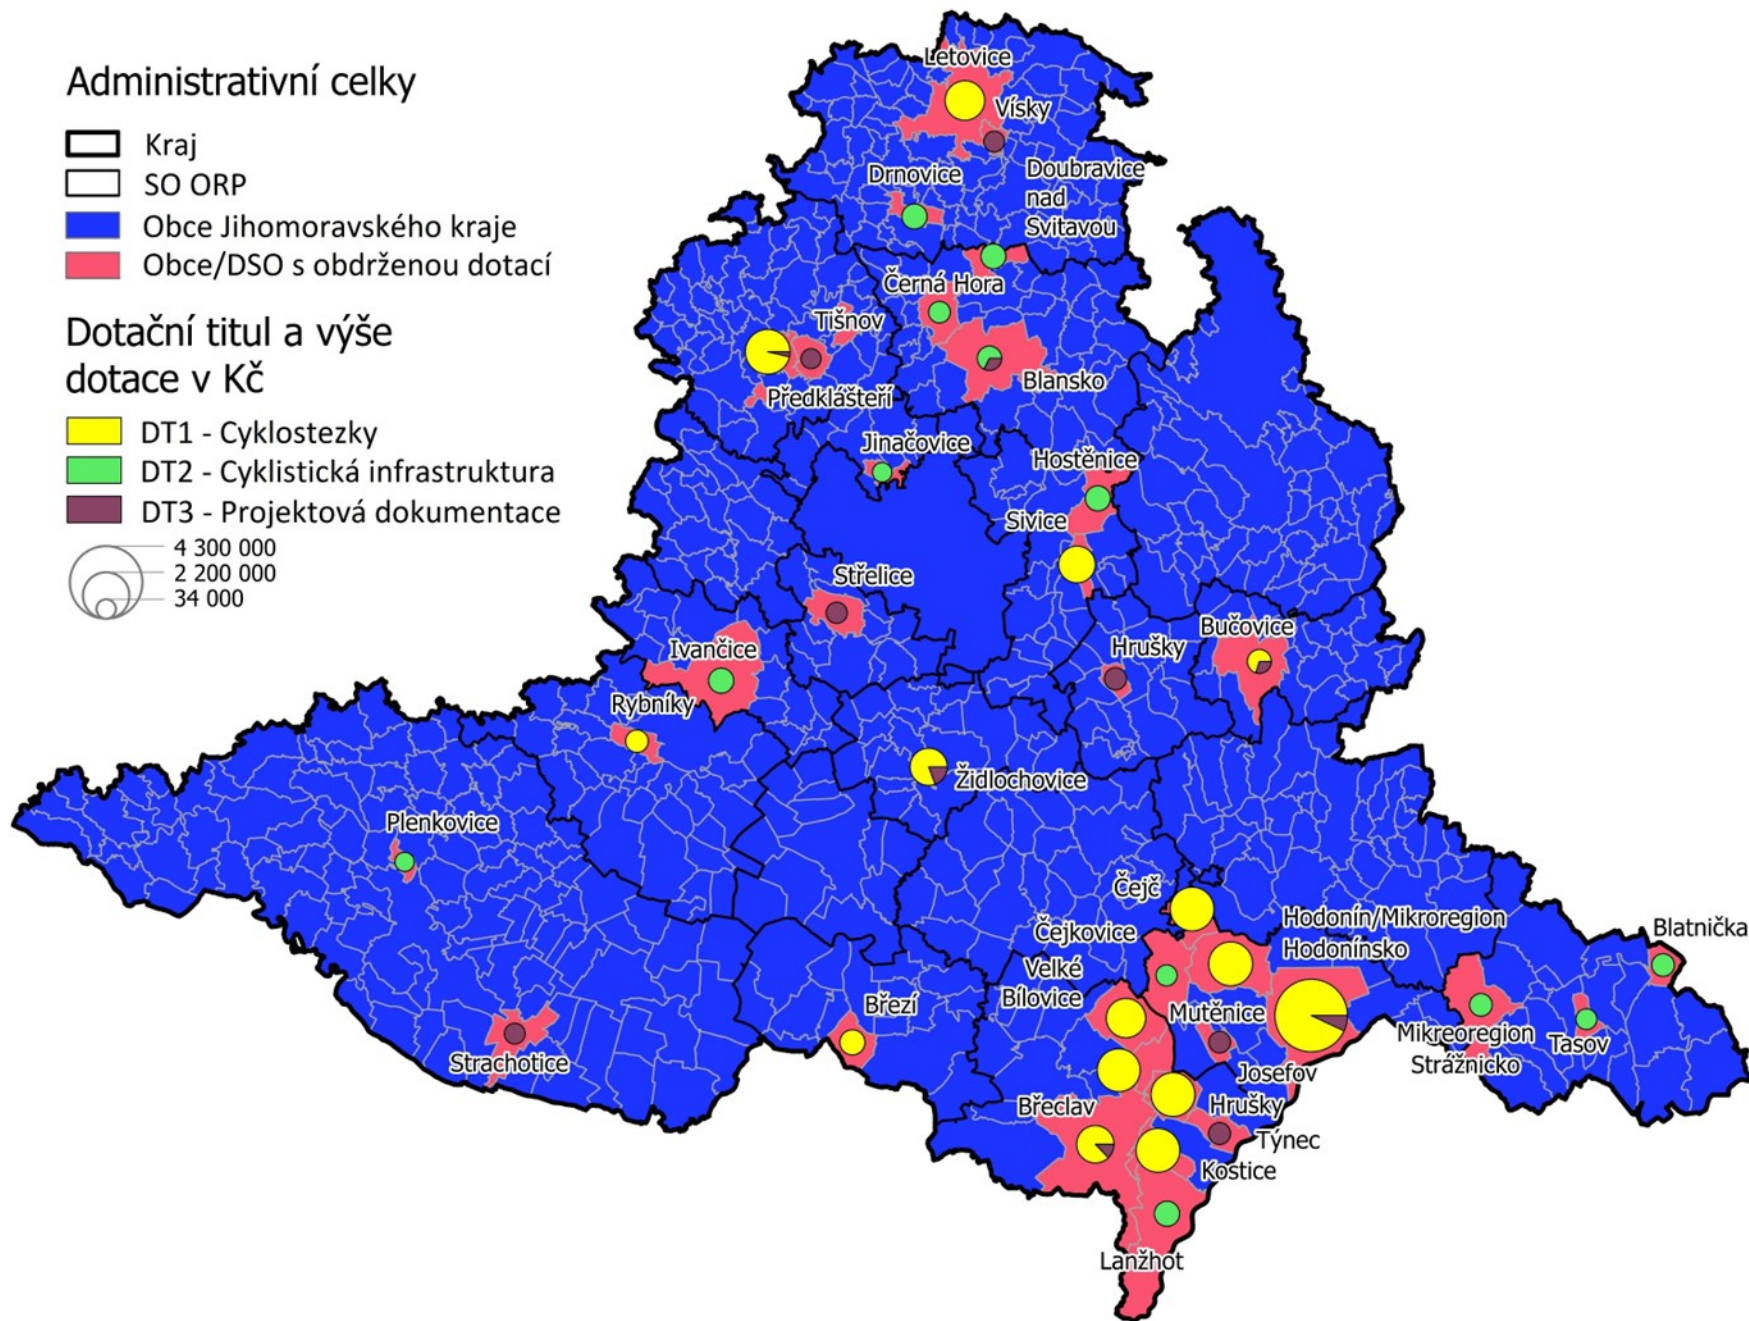 Administrativní celky
Kraj
SO ORP
Obce Jihomoravského kraje
Obce/DSO s obdrženou dotací
Dotační titul a výše
dotace v Kč
DT1 - Cyklostezky
DT2 - Cyklistická infrastruktura
DT3 - Projektová dokumentace
4 300 000
2 200 000
34 000
Letovice
Vísky
Drnovice
Doubravice
nad
Svitavou
Černá Hora
Tišnov
Blansko
Předklášteří
Jinačovice
Hostěnice
Sivice
Střelice
Bučovice
Ivančice
Hrušky
Rybníky
Židlochovice
Plenkovice
Čejč
Hodonín/Mikroregion
Hodonínsko
Blatnička
Čejkovice
Velké
Bílovice
Březí
Mutěnice
Mikreoregion
Strážnicko
Tasov
Strachotice
Josefov
Břeclav
Hrušky
Týnec
Kostice
Lanžhot